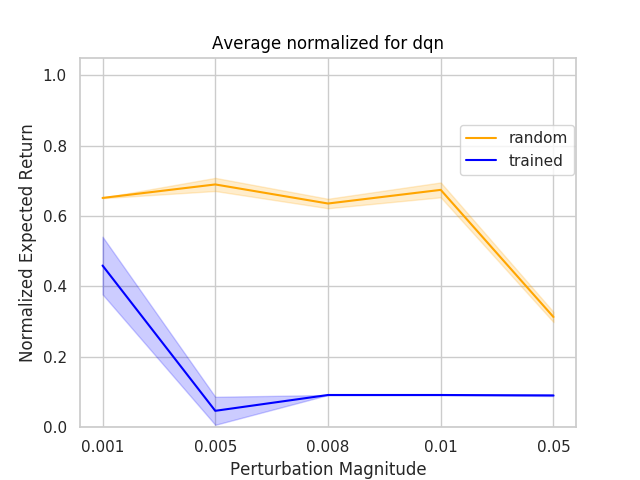 Average normalized for dqn
1.0
0.8
0.6
0.4
0.2
0.0
Normalized Expected Return
random
trained
0.001 0.005 0.008 0.01 0.05
Perturbation Magnitude